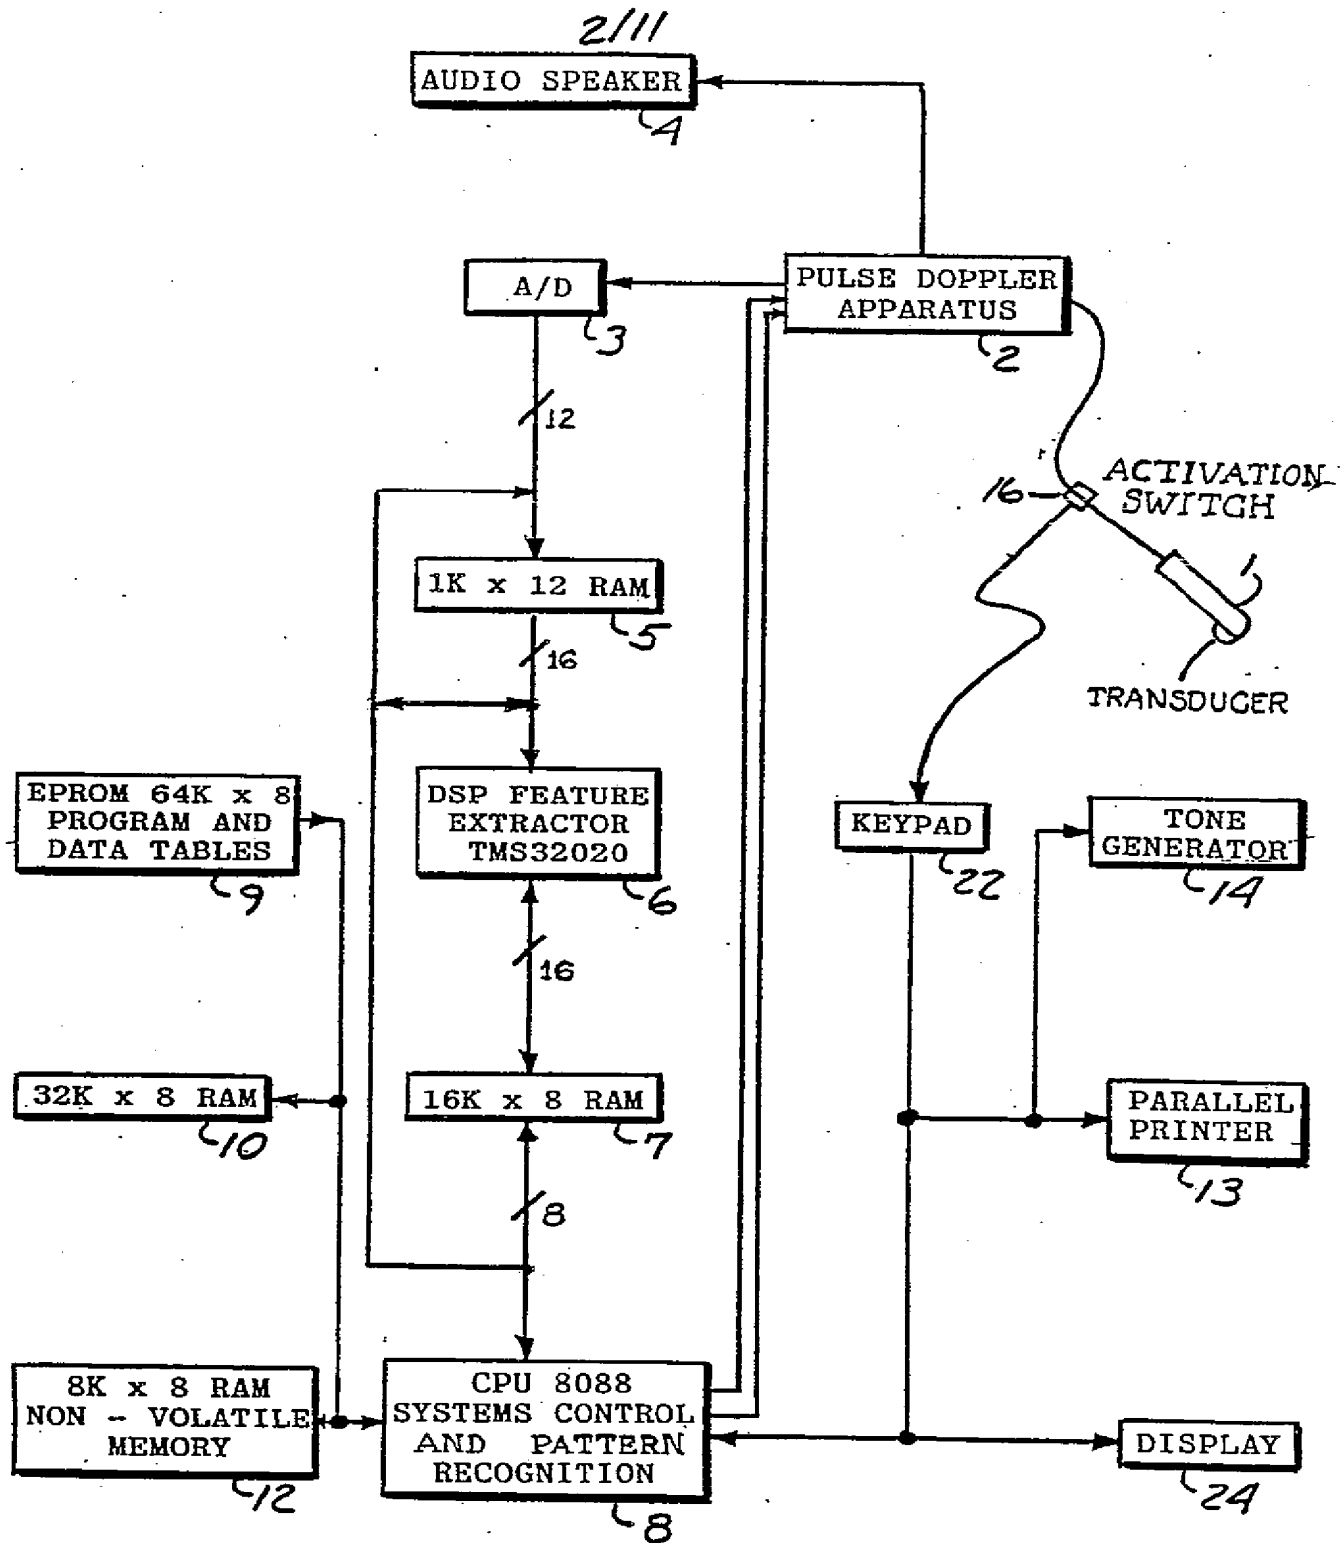 2/11
AUDIO SPEAKER
4
A/D
3
PULSE DOPPLER
APPARATUS
2
12
16
ACTIVATION
SWITCH
1
1K x 12 RAM
5
16
TRANSDUCER
EPROM 64K x 8
PROGRAM AND
DATA TABLES
9
DSP FEATURE
EXTRACTOR
TMS32020
6
KEYPAD
22
TONE
GENERATOR
14
16
32K x 8 RAM
10
16K x 8 RAM
7
PARALLEL
PRINTER
13
8
8K x 8 RAM
NON - VOLATILE
MEMORY
12
CPU 8088
SYSTEMS CONTROL
AND PATTERN
RECOGNITION
8
DISPLAY
24